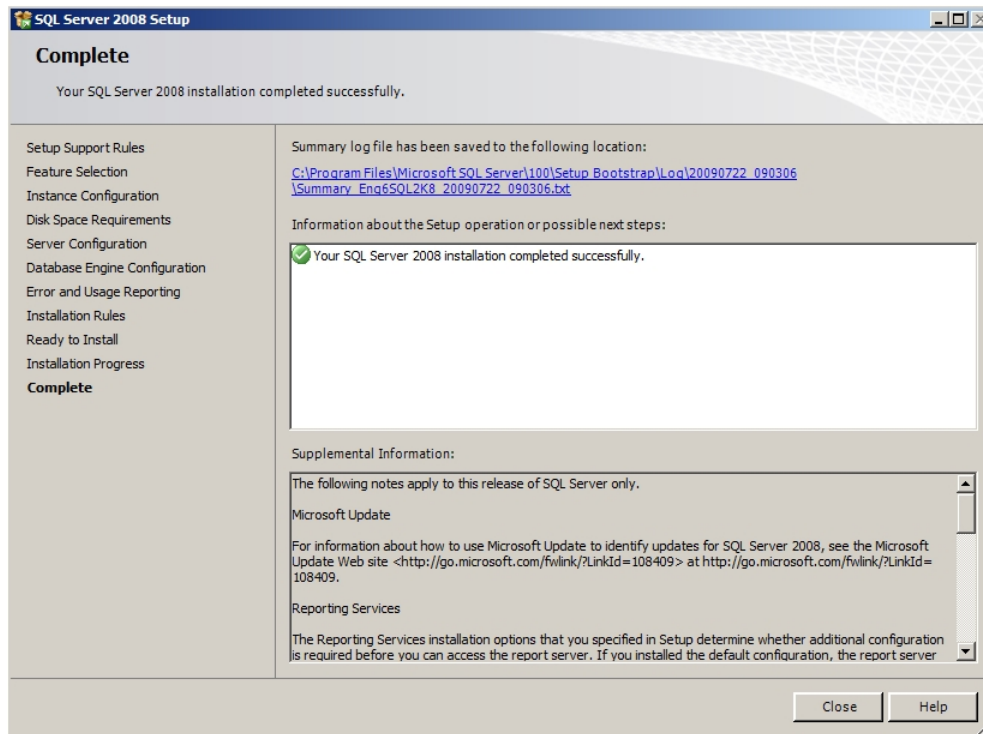 SQL Server 2008 Setup
Complete
Your SQL Server 2008 installation completed successfully.
Setup Support Rules
Feature Selection
Instance Configuration
Disk Space Requirements
Server Configuration
Database Engine Configuration
Error and Usage Reporting
Installation Rules
Ready to Install
Installation Progress
Complete
Summary log file has been saved to the following location:
C:\Program Files\Microsoft SQL Server\100\Setup Bootstrap\Log\20090722_090306
\Summary_Eng6SQL2K8_20090722_090306.txt
Information about the Setup operation or possible next steps:
Your SQL Server 2008 installation completed successfully.
Supplemental Information:
The following notes apply to this release of SQL Server only.
Microsoft Update
For information about how to use Microsoft Update to identify updates for SQL Server 2008, see the Microsoft
Update Web site <http://go.microsoft.com/fwlink/?LinkId=108409> at http://go.microsoft.com/fwlink/?LinkId=
108409.
Reporting Services
The Reporting Services installation options that you specified in Setup determine whether additional configuration
is required before you can access the report server. If you installed the default configuration, the report server
Close
Help